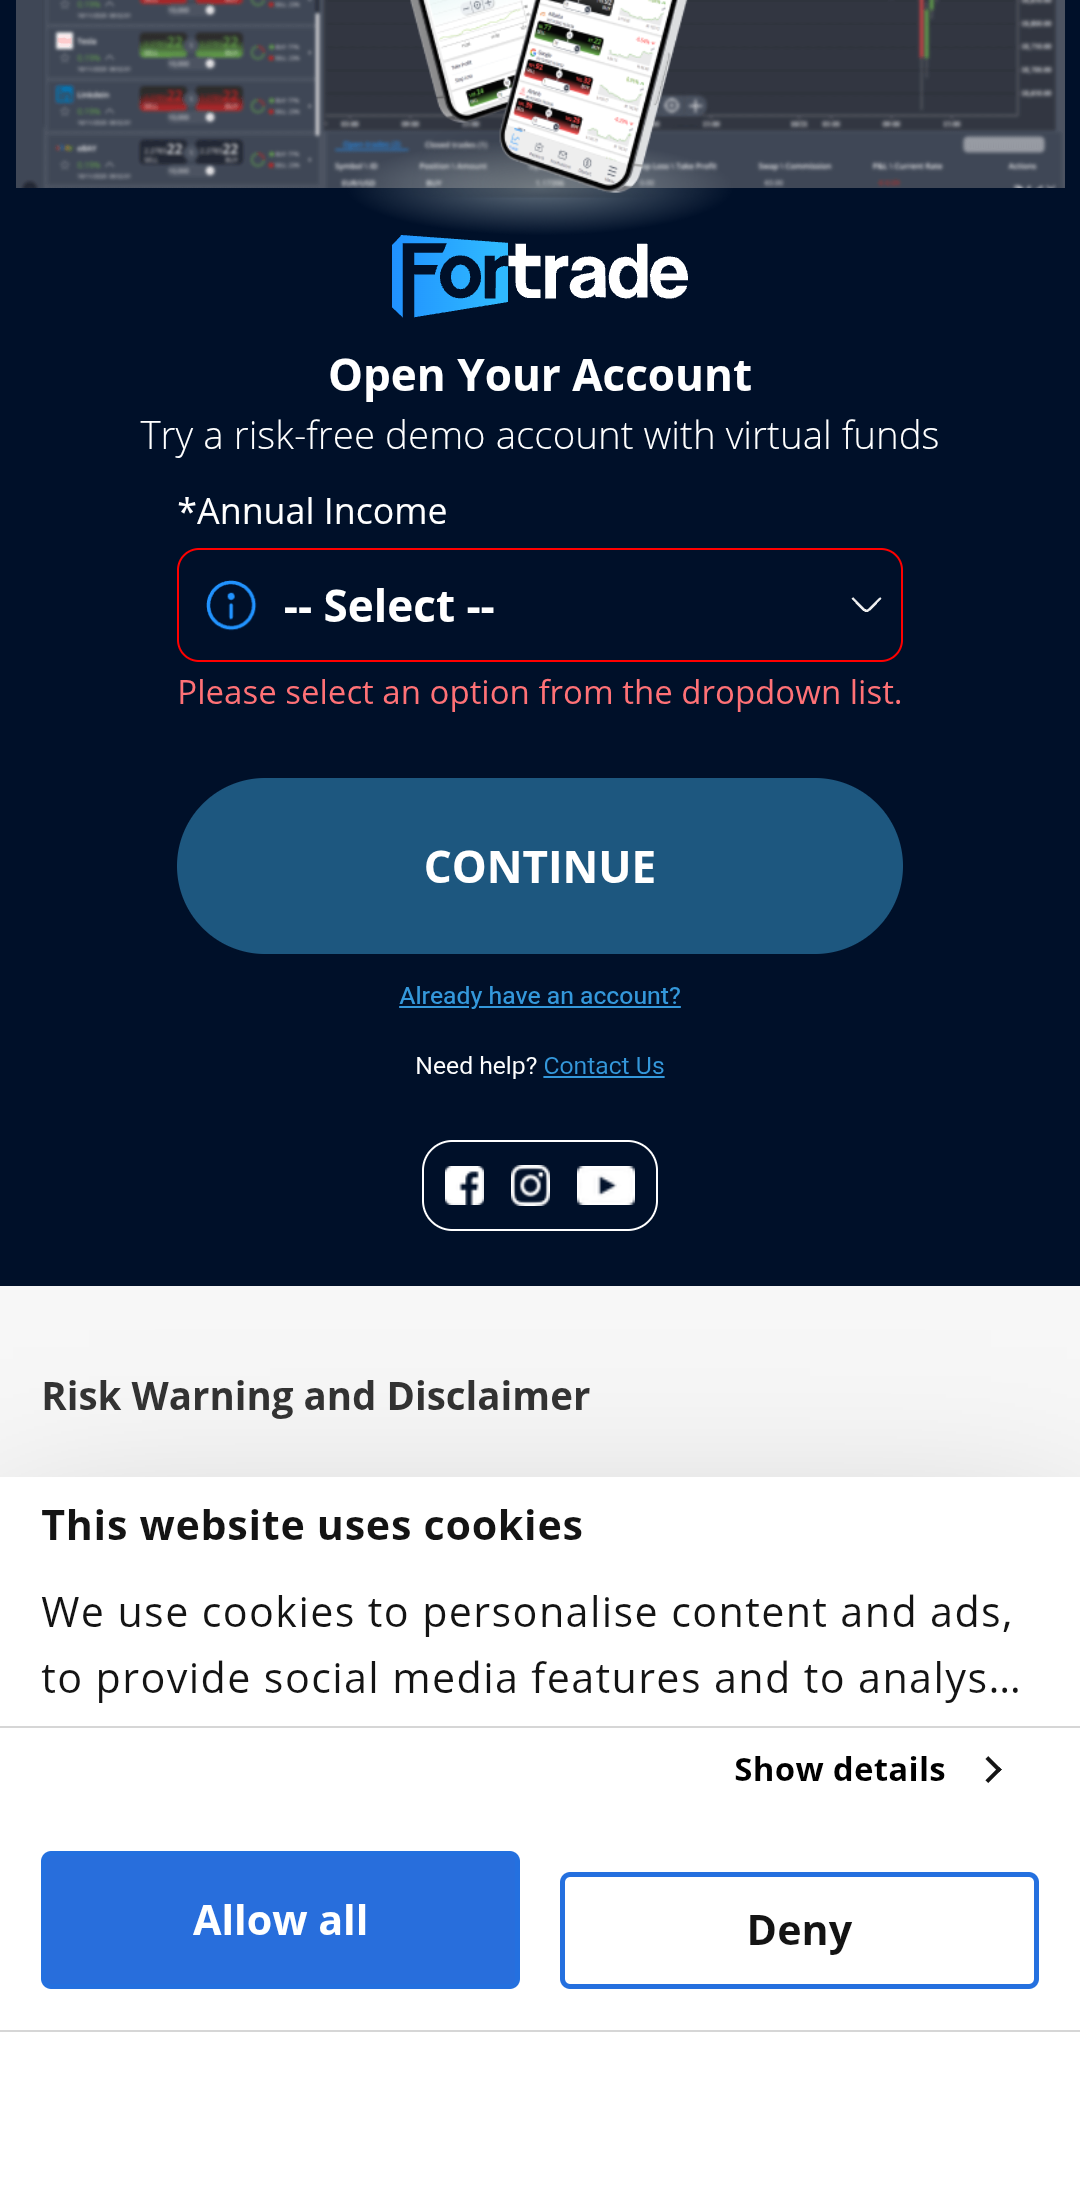 Fortrade
Open Your Account
Try a risk-free demo account with virtual funds
*Annual Income
-- Select --
Please select an option from the dropdown list.
CONTINUE
Already have an account?
Need help? Contact Us
Risk Warning and Disclaimer
This website uses cookies
We use cookies to personalise content and ads,
to provide social media features and to analys...
Show details
Allow all
Deny